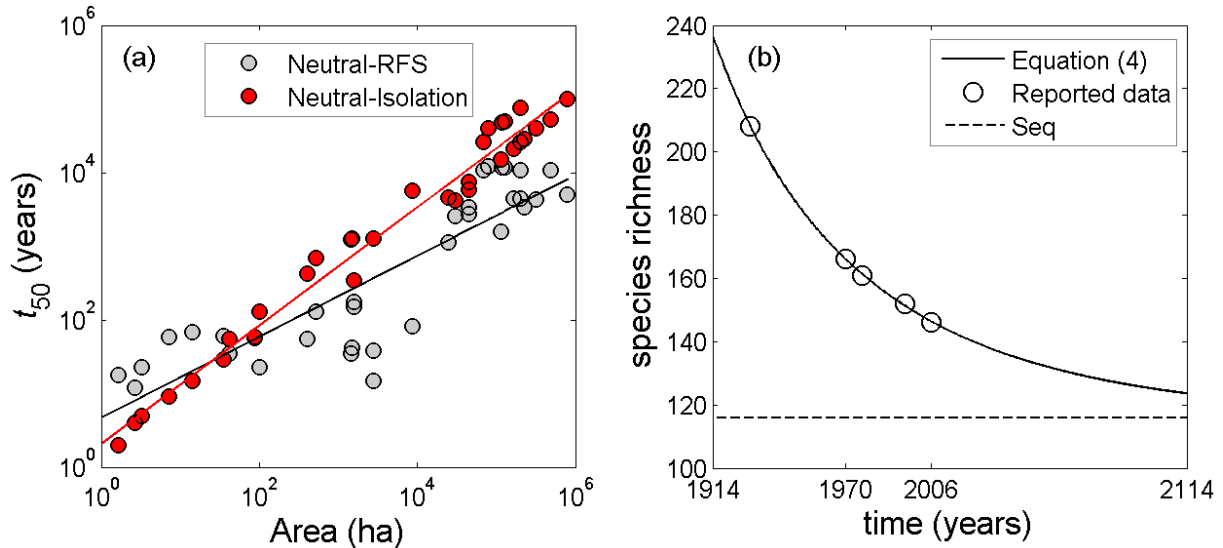 (a)
Neutral-RFS
Neutral-Isolation
10^6
10^4
10^2
10^0
t_50 (years)
10^0 10^2 10^4 10^6
Area (ha)
(b)
Equation (4)
Reported data
Seq
240
220
200
180
160
140
120
100
species richness
1914 1970 2006 2114
time (years)